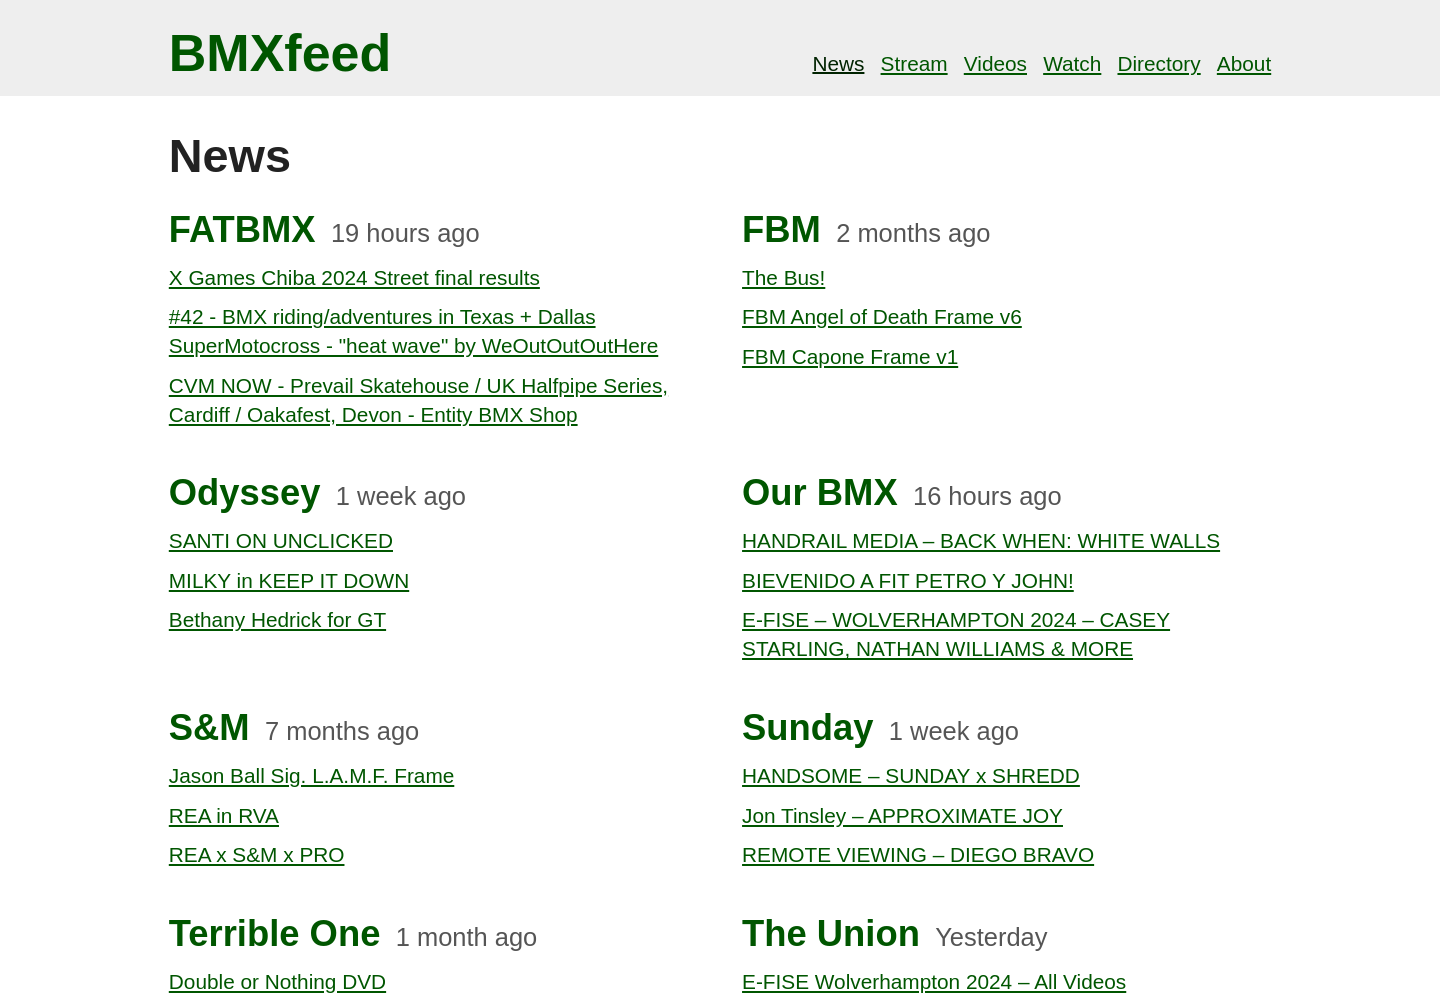 BMXfeed
News Stream Videos Watch Directory About
News
FATBMX 19 hours ago
X Games Chiba 2024 Street final results
#42 - BMX riding/adventures in Texas + Dallas
SuperMotocross - "heat wave" by WeOutOutOutHere
CVM NOW - Prevail Skatehouse / UK Halfpipe Series,
Cardiff / Oakafest, Devon - Entity BMX Shop
FBM 2 months ago
The Bus!
FBM Angel of Death Frame v6
FBM Capone Frame v1
Odyssey 1 week ago
SANTI ON UNCLICKED
MILKY in KEEP IT DOWN
Bethany Hedrick for GT
Our BMX 16 hours ago
HANDRAIL MEDIA – BACK WHEN: WHITE WALLS
BIEVENIDO A FIT PETRO Y JOHN!
E-FISE – WOLVERHAMPTON 2024 – CASEY
STARLING, NATHAN WILLIAMS & MORE
S&M 7 months ago
Jason Ball Sig. L.A.M.F. Frame
REA in RVA
REA x S&M x PRO
Sunday 1 week ago
HANDSOME – SUNDAY x SHREDD
Jon Tinsley – APPROXIMATE JOY
REMOTE VIEWING – DIEGO BRAVO
Terrible One 1 month ago
Double or Nothing DVD
The Union Yesterday
E-FISE Wolverhampton 2024 – All Videos